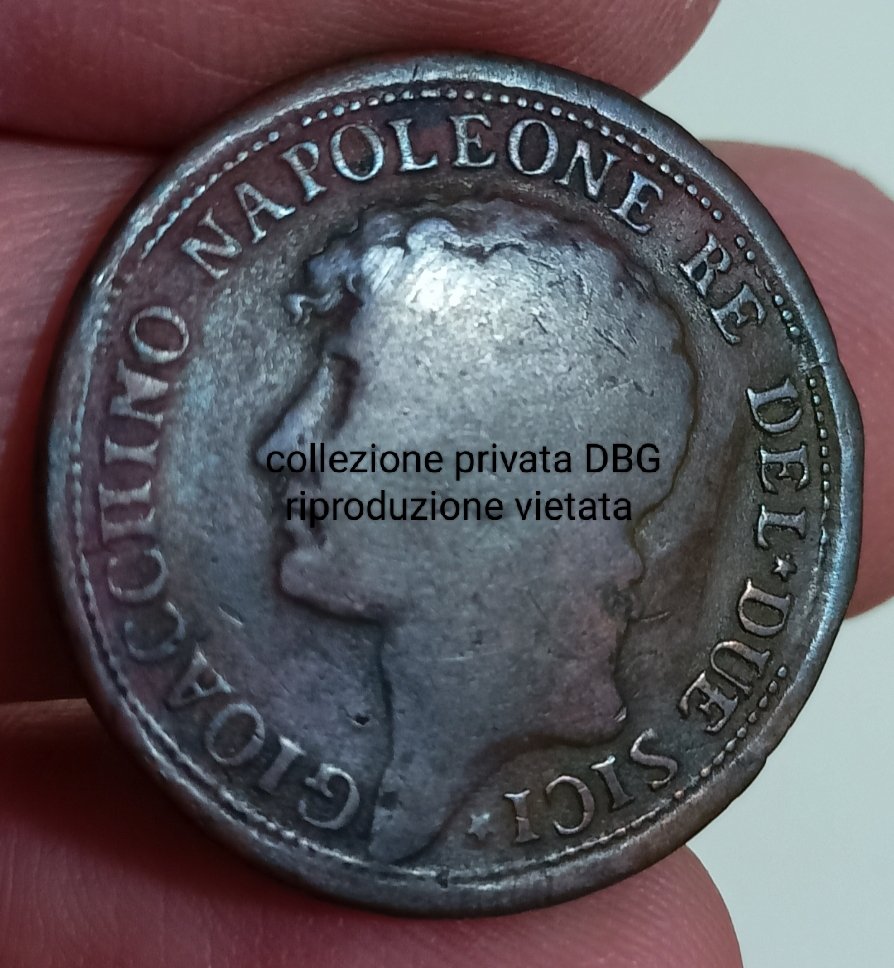 GIOACCHINO NAPOLEONE RE DEL·DUE SICI·
collezione privata DBG
riproduzione vietata